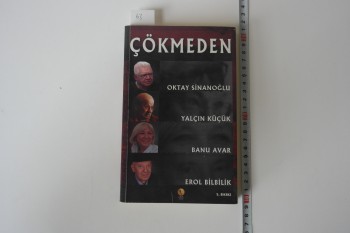 ÇÖKMEDEN
OKTAY SİNANOĞLU
YALÇIN KÜÇÜK
BANU AVAR
EROL BİLBİLİK